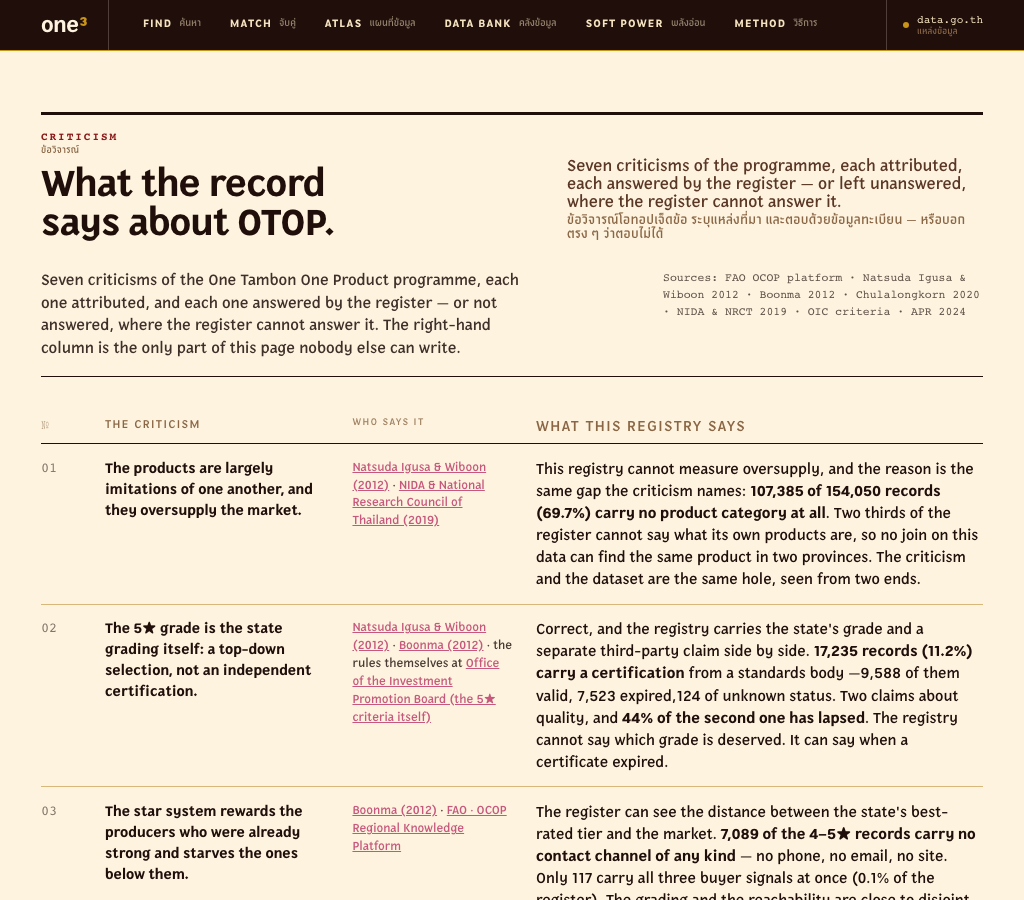 one³
FIND ค้นหา
MATCH จับคู่
ATLAS แผนที่ข้อมูล
DATA BANK คลังข้อมูล
SOFT POWER พลังอ่อน
METHOD วิธีการ
data.go.th
แหล่งข้อมูล
CRITICISM
ข้อวิจารณ์
What the record
says about OTOP.
Seven criticisms of the programme, each attributed,
each answered by the register — or left unanswered,
where the register cannot answer it.
ข้อวิจารณ์โอทอปเจ็ดข้อ ระบุแหล่งที่มา และตอบด้วยข้อมูลทะเบียน — หรือบอก
ตรง ๆ ว่าตอบไม่ได้
Seven criticisms of the One Tambon One Product programme, each
one attributed, and each one answered by the register — or not
answered, where the register cannot answer it. The right-hand
column is the only part of this page nobody else can write.
Sources: FAO OCOP platform · Natsuda Igusa &
Wiboon 2012 · Boonma 2012 · Chulalongkorn 2020
· NIDA & NRCT 2019 · OIC criteria · APR 2024
THE CRITICISM
WHO SAYS IT
WHAT THIS REGISTRY SAYS
01
The products are largely
imitations of one another, and
they oversupply the market.
Natsuda Igusa & Wiboon
(2012) · NIDA & National
Research Council of
Thailand (2019)
This registry cannot measure oversupply, and the reason is the
same gap the criticism names: 107,385 of 154,050 records
(69.7%) carry no product category at all. Two thirds of the
register cannot say what its own products are, so no join on this
data can find the same product in two provinces. The criticism
and the dataset are the same hole, seen from two ends.
02
The 5★ grade is the state
grading itself: a top-down
selection, not an independent
certification.
Natsuda Igusa & Wiboon
(2012) · Boonma (2012) · the
rules themselves at Office
of the Investment
Promotion Board (the 5★
criteria itself)
Correct, and the registry carries the state's grade and a
separate third-party claim side by side. 17,235 records (11.2%)
carry a certification from a standards body —9,588 of them
valid, 7,523 expired,124 of unknown status. Two claims about
quality, and 44% of the second one has lapsed. The registry
cannot say which grade is deserved. It can say when a
certificate expired.
03
The star system rewards the
producers who were already
strong and starves the ones
below them.
Boonma (2012) · FAO · OCOP
Regional Knowledge
Platform
The register can see the distance between the state's best-
rated tier and the market. 7,089 of the 4–5★ records carry no
contact channel of any kind — no phone, no email, no site.
Only 117 carry all three buyer signals at once (0.1% of the
register). The grading and the reachability are close to disjoint